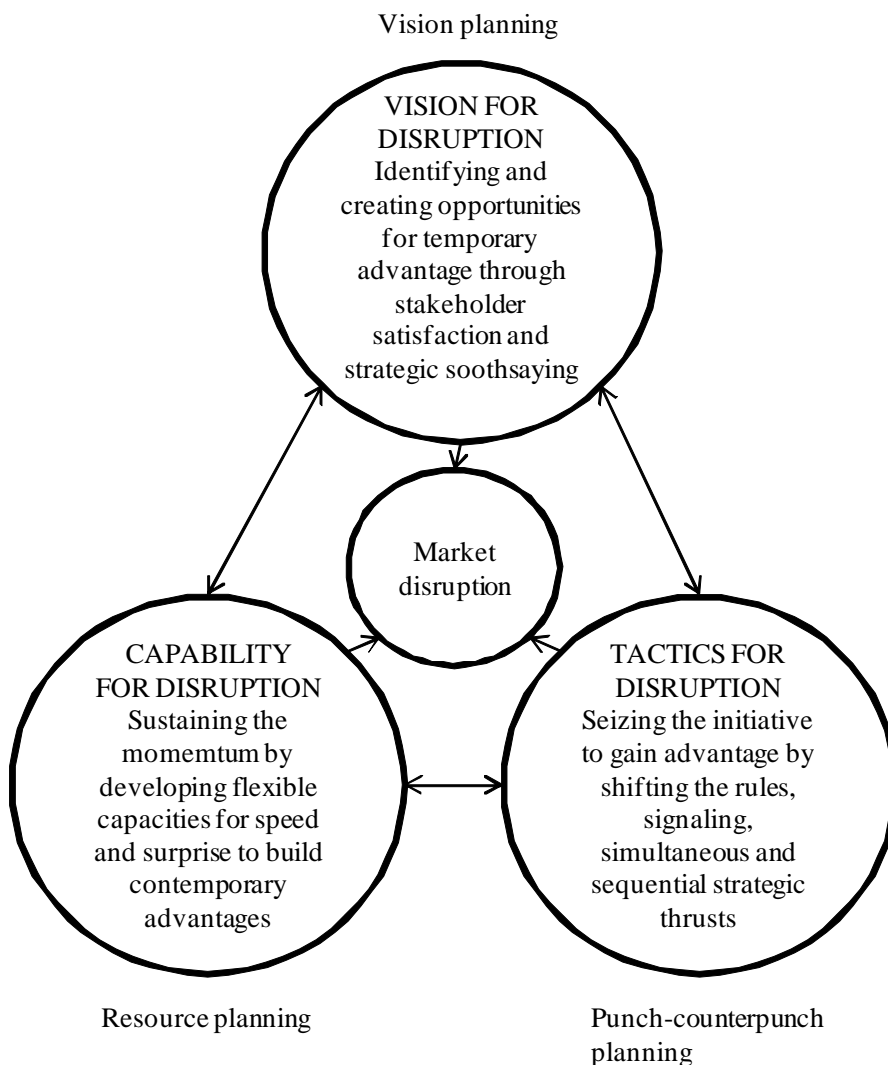 Vision planning
VISION FOR
DISRUPTION
Identifying and
creating opportunities
for temporary
advantage through
stakeholder
satisfaction and
strategic soothsaying
Market
disruption
CAPABILITY
FOR DISRUPTION
Sustaining the
momemtum by
developing flexible
capacities for speed
and surprise to build
contemporary
advantages
TACTICS FOR
DISRUPTION
Seizing the initiative
to gain advantage by
shifting the rules,
signaling,
simultaneous and
sequential strategic
thrusts
Resource planning
Punch-counterpunch
planning